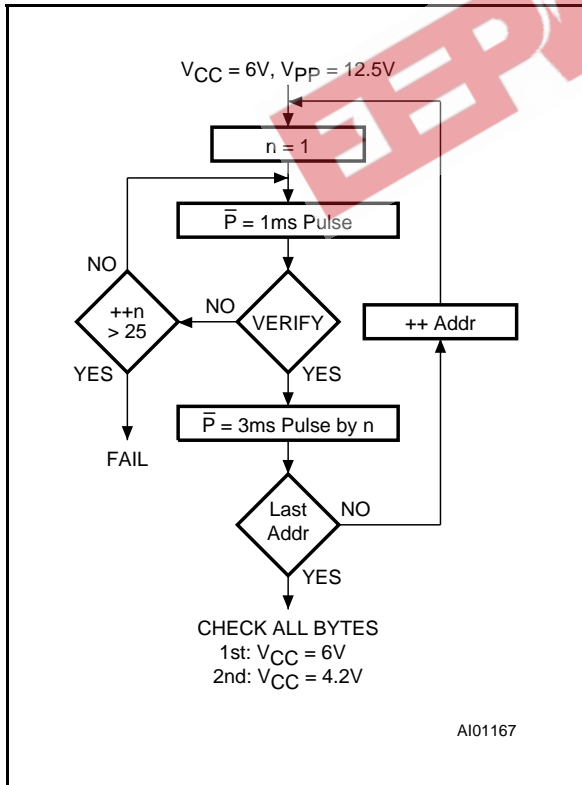 VCC = 6V, VPP = 12.5V
n = 1
P̅ = 1ms Pulse
NO
++n
> 25
NO
VERIFY
++ Addr
YES
YES
P̅ = 3ms Pulse by n
FAIL
Last
Addr
NO
YES
CHECK ALL BYTES
1st: VCC = 6V
2nd: VCC = 4.2V
AI01167